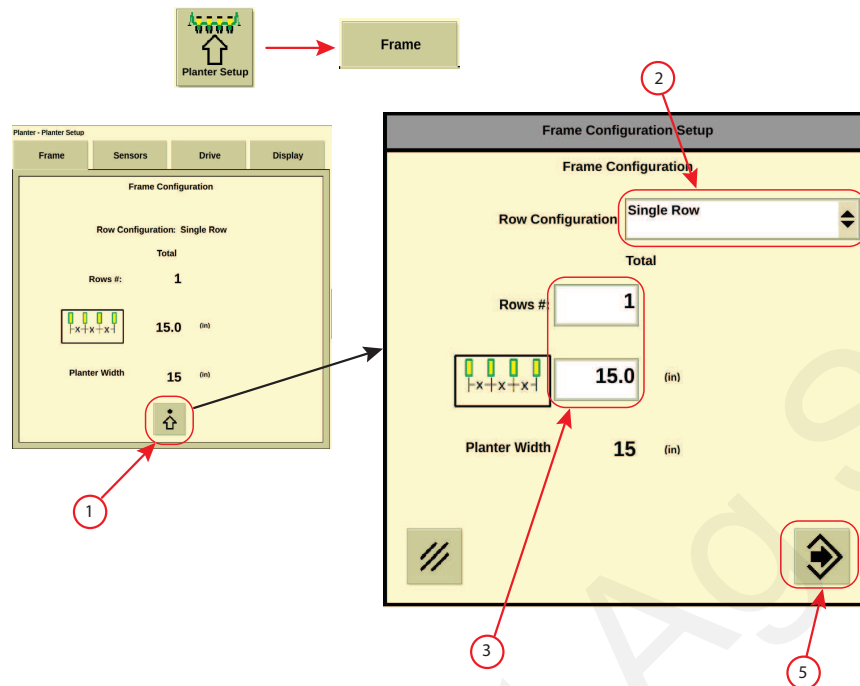 Planter Setup
Frame
2
Planter - Planter Setup
Frame Sensors Drive Display
Frame Configuration
Row Configuration: Single Row
Total
Rows #: 1
x x x 15.0 (in)
Planter Width 15 (in)
1
Frame Configuration Setup
Frame Configuration
Row Configuration Single Row
Total
Rows #: 1
x x x 15.0 (in)
Planter Width 15 (in)
3
5
Ag S